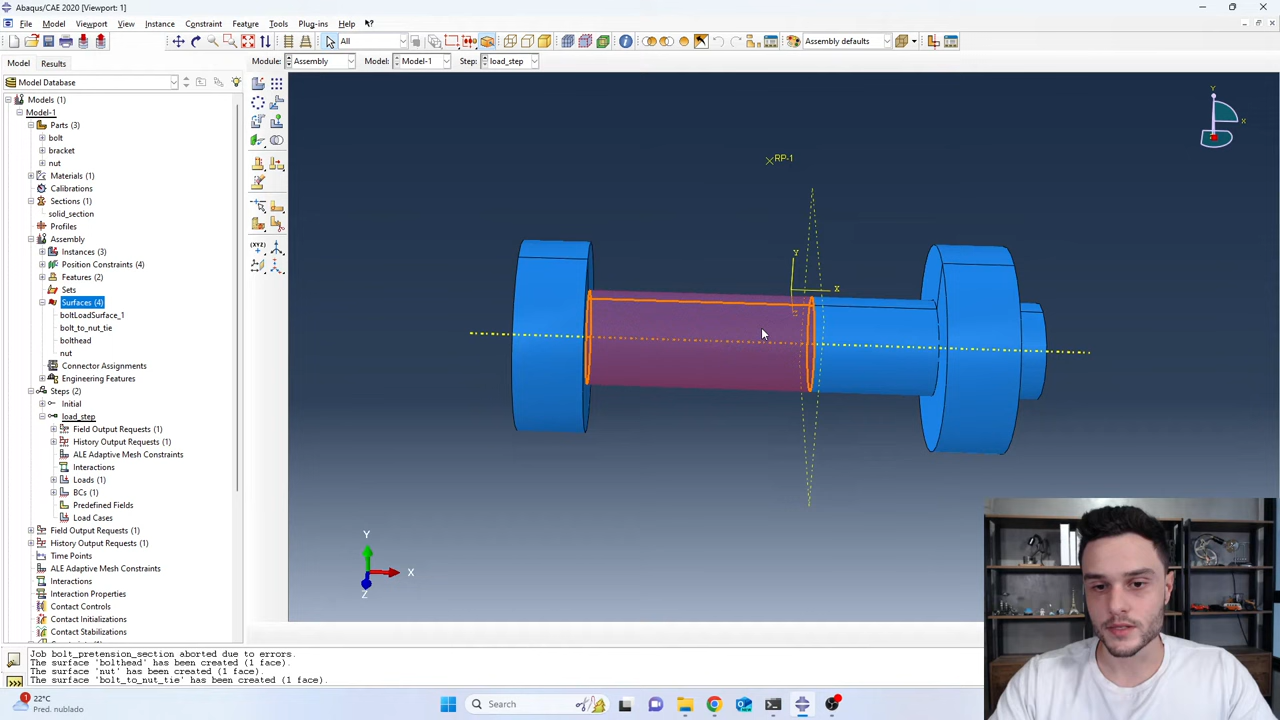 Abaqus/CAE 2020 [Viewport: 1]
File Model Viewport View Instance Constraint Feature Tools Plug-ins Help
All
Assembly defaults
Model Results Module: Assembly Model: Model-1 Step: load_step
Model Database
Models (1)
Model-1
Parts (3)
bolt
bracket
nut
Materials (1)
Calibrations
Sections (1)
solid_section
Profiles
Assembly
Instances (3)
Position Constraints (4)
Features (2)
Sets
Surfaces (4)
boltLoadSurface_1
bolt_to_nut_tie
bolthead
nut
Connector Assignments
Engineering Features
Steps (2)
Initial
load_step
Field Output Requests (1)
History Output Requests (1)
ALE Adaptive Mesh Constraints
Interactions
Loads (1)
BCs (1)
Predefined Fields
Load Cases
Field Output Requests (1)
History Output Requests (1)
Time Points
ALE Adaptive Mesh Constraints
Interactions
Interaction Properties
Contact Controls
Contact Initializations
Contact Stabilizations
RP-1
Y
X
Y
X
Y
X
Z
Job bolt_pretension_section aborted due to errors.
The surface 'bolthead' has been created (1 face).
The surface 'nut' has been created (1 face).
The surface 'bolt_to_nut_tie' has been created (1 face).
1
22°C
Pred. nublado
Search